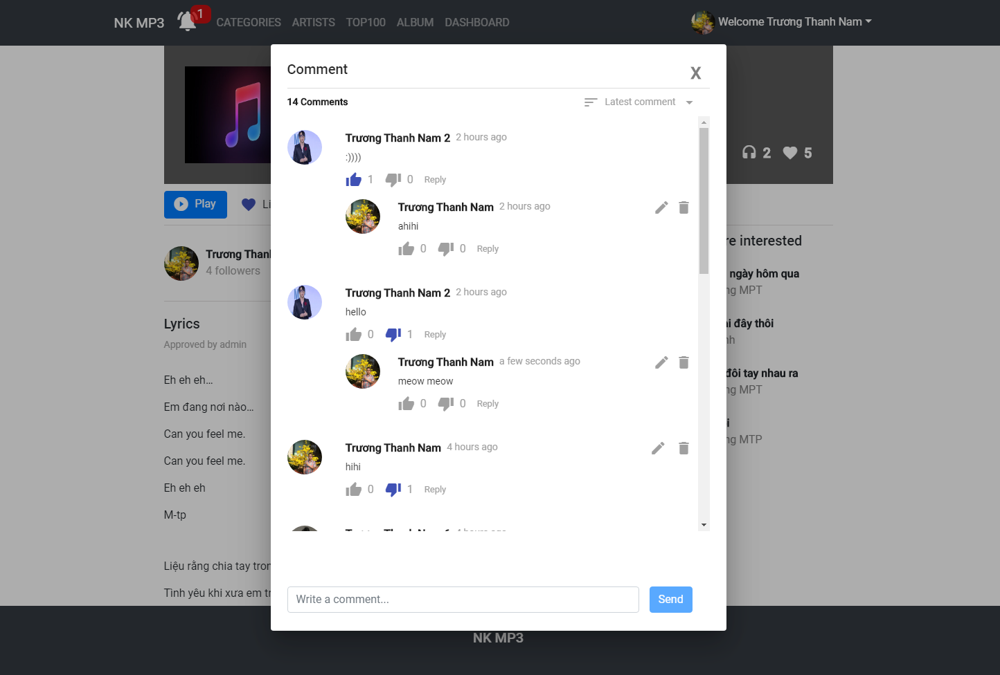 NK MP3
1
CATEGORIES
ARTISTS
TOP100
ALBUM
DASHBOARD
Welcome Trương Thanh Nam
Comment
X
14 Comments
Latest comment
Trương Thanh Nam 2 2 hours ago
:))))
1 0 Reply
Trương Thanh Nam 2 hours ago
ahihi
0 0 Reply
Trương Thanh Nam 2 2 hours ago
hello
0 1 Reply
Trương Thanh Nam a few seconds ago
meow meow
0 0 Reply
Trương Thanh Nam 4 hours ago
hihi
0 1 Reply
Write a comment...
Send
2 5
Play
Trương
4 followers
Lyrics
Approved by admin
Eh eh eh...
Em đang nơi nào...
Can you feel me.
Can you feel me.
Eh eh eh
M-tp
Liệu rằng chia tay
Tình yêu khi xưa em
interested
ngày hôm qua
MPT
đây thôi
đôi tay nhau ra
MPT
MTP
NK MP3